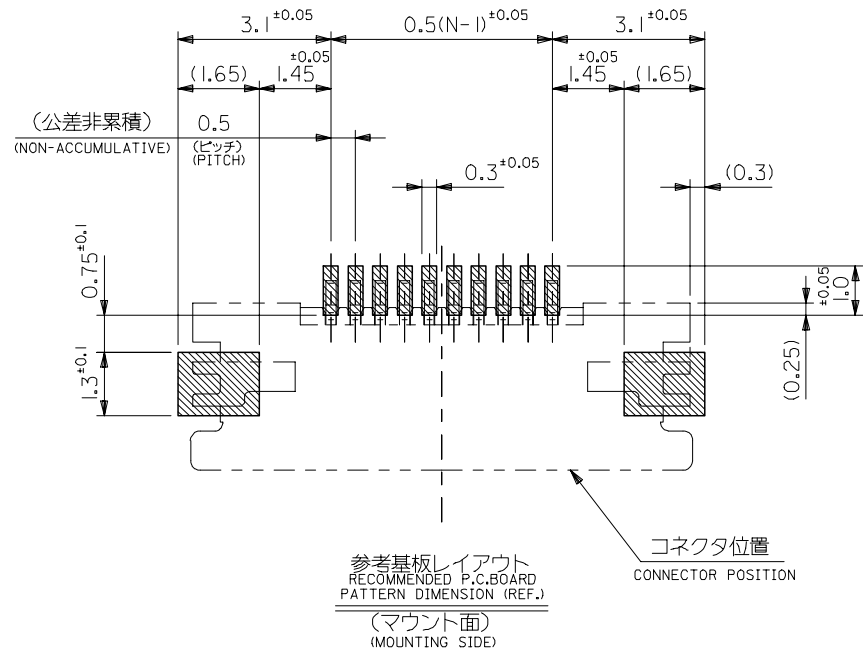 3.1±0.05
0.5(N-1)±0.05
3.1±0.05
(1.65)
1.45±0.05
1.45±0.05
(1.65)
(公差非累積)
(NON-ACCUMULATIVE)
0.5
(ピッチ)
(PITCH)
0.3±0.05
(0.3)
0.75±0.1
1.0±0.05
1.3±0.1
(0.25)
コネクタ位置
CONNECTOR POSITION
参考基板レイアウト
RECOMMENDED P.C.BOARD
PATTERN DIMENSION (REF.)
(マウント面)
(MOUNTING SIDE)